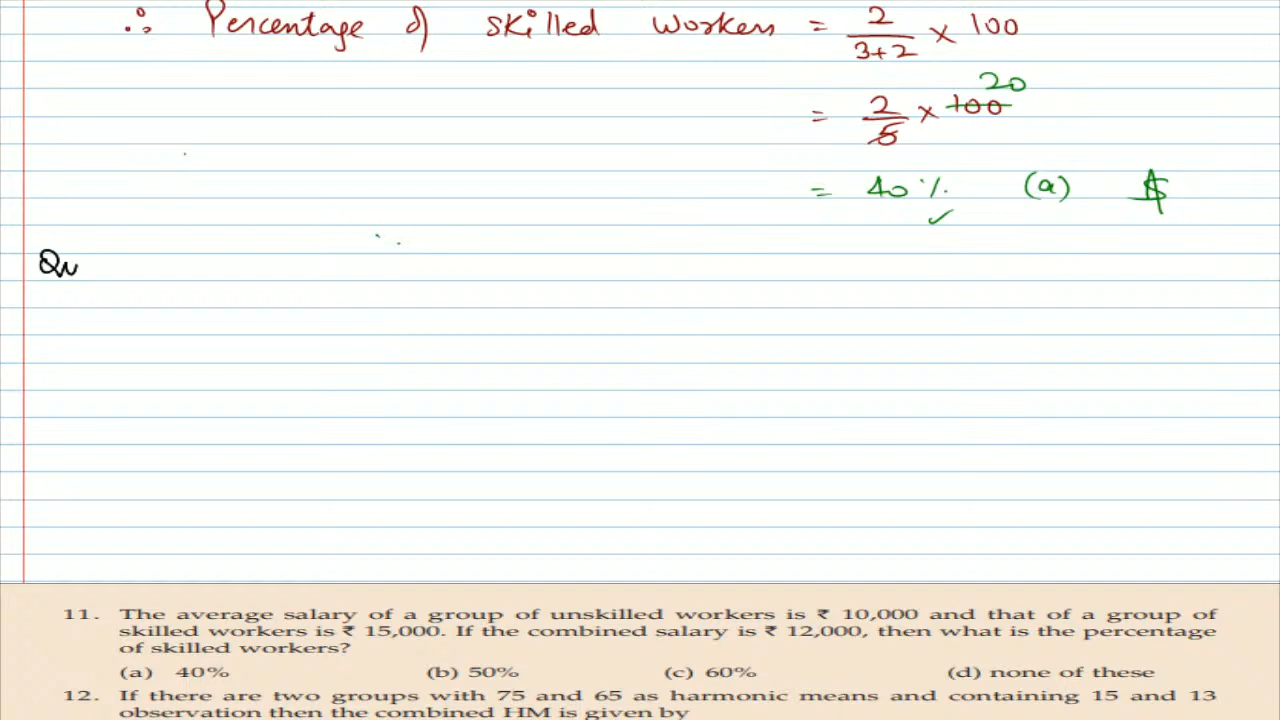 ∴ Percentage of skilled workers = 2/(3+2) × 100
20
= 2/5 × 100
= 40 % (a) $
✓
Qu
11. The average salary of a group of unskilled workers is ₹ 10,000 and that of a group of
skilled workers is ₹ 15,000. If the combined salary is ₹ 12,000, then what is the percentage
of skilled workers?
(a) 40% (b) 50% (c) 60% (d) none of these
12. If there are two groups with 75 and 65 as harmonic means and containing 15 and 13
observation then the combined HM is given by